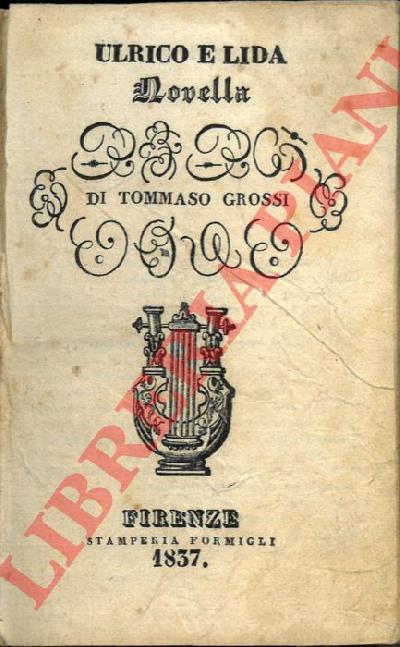 ULRICO E LIDA
Novella
DI TOMMASO GROSSI
FIRENZE
STAMPERIA FORMIGLI
1837.
LIBRERIA PIANI